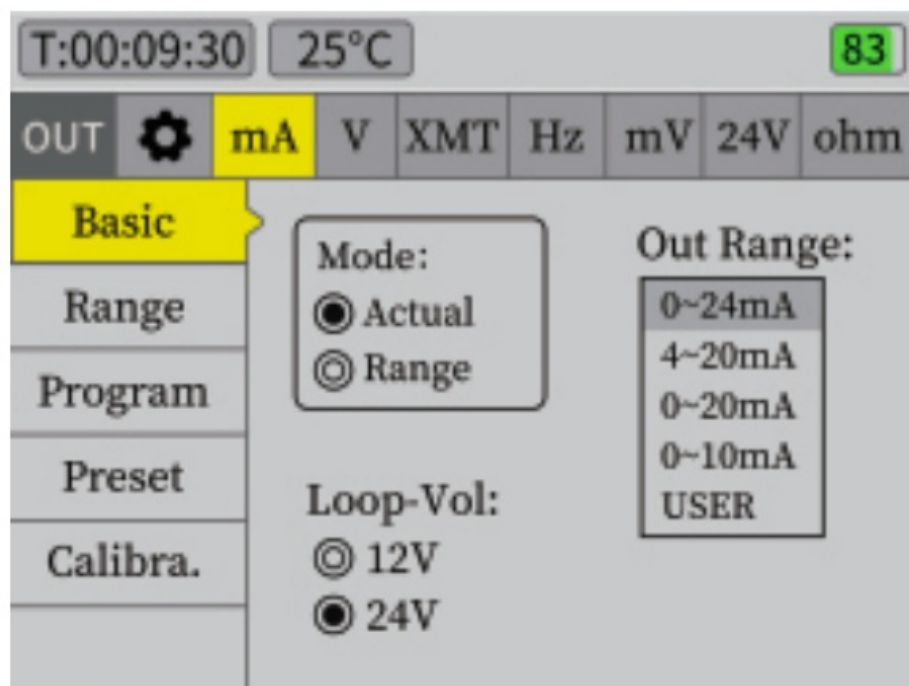 T:00:09:30 25°C 83
OUT mA V XMT Hz mV 24V ohm
Basic
Range
Program
Preset
Calibra.
Mode:
Actual
Range
Loop-Vol:
12V
24V
Out Range:
0~24mA
4~20mA
0~20mA
0~10mA
USER